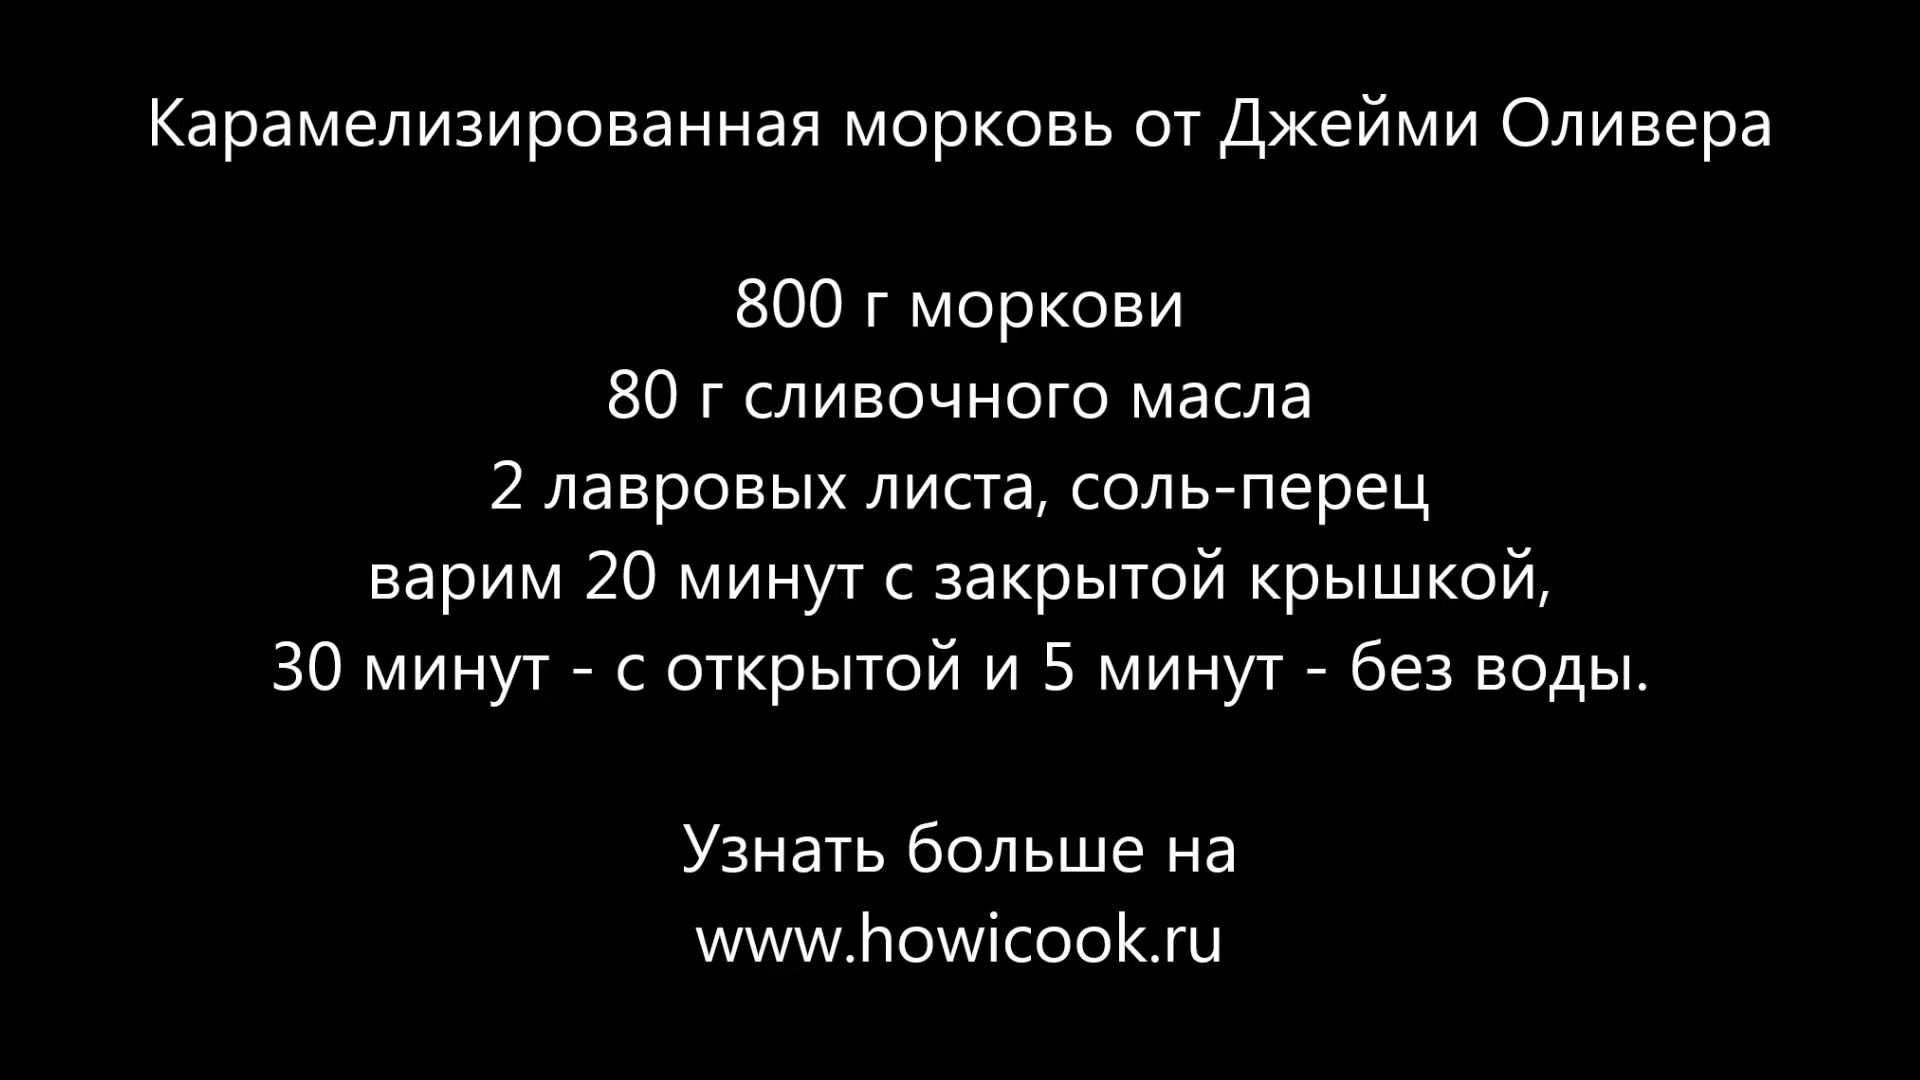 Карамелизированная морковь от Джейми Оливера
800 г моркови
80 г сливочного масла
2 лавровых листа, соль-перец
варим 20 минут с закрытой крышкой,
30 минут - с открытой и 5 минут - без воды.
Узнать больше на
www.howicook.ru